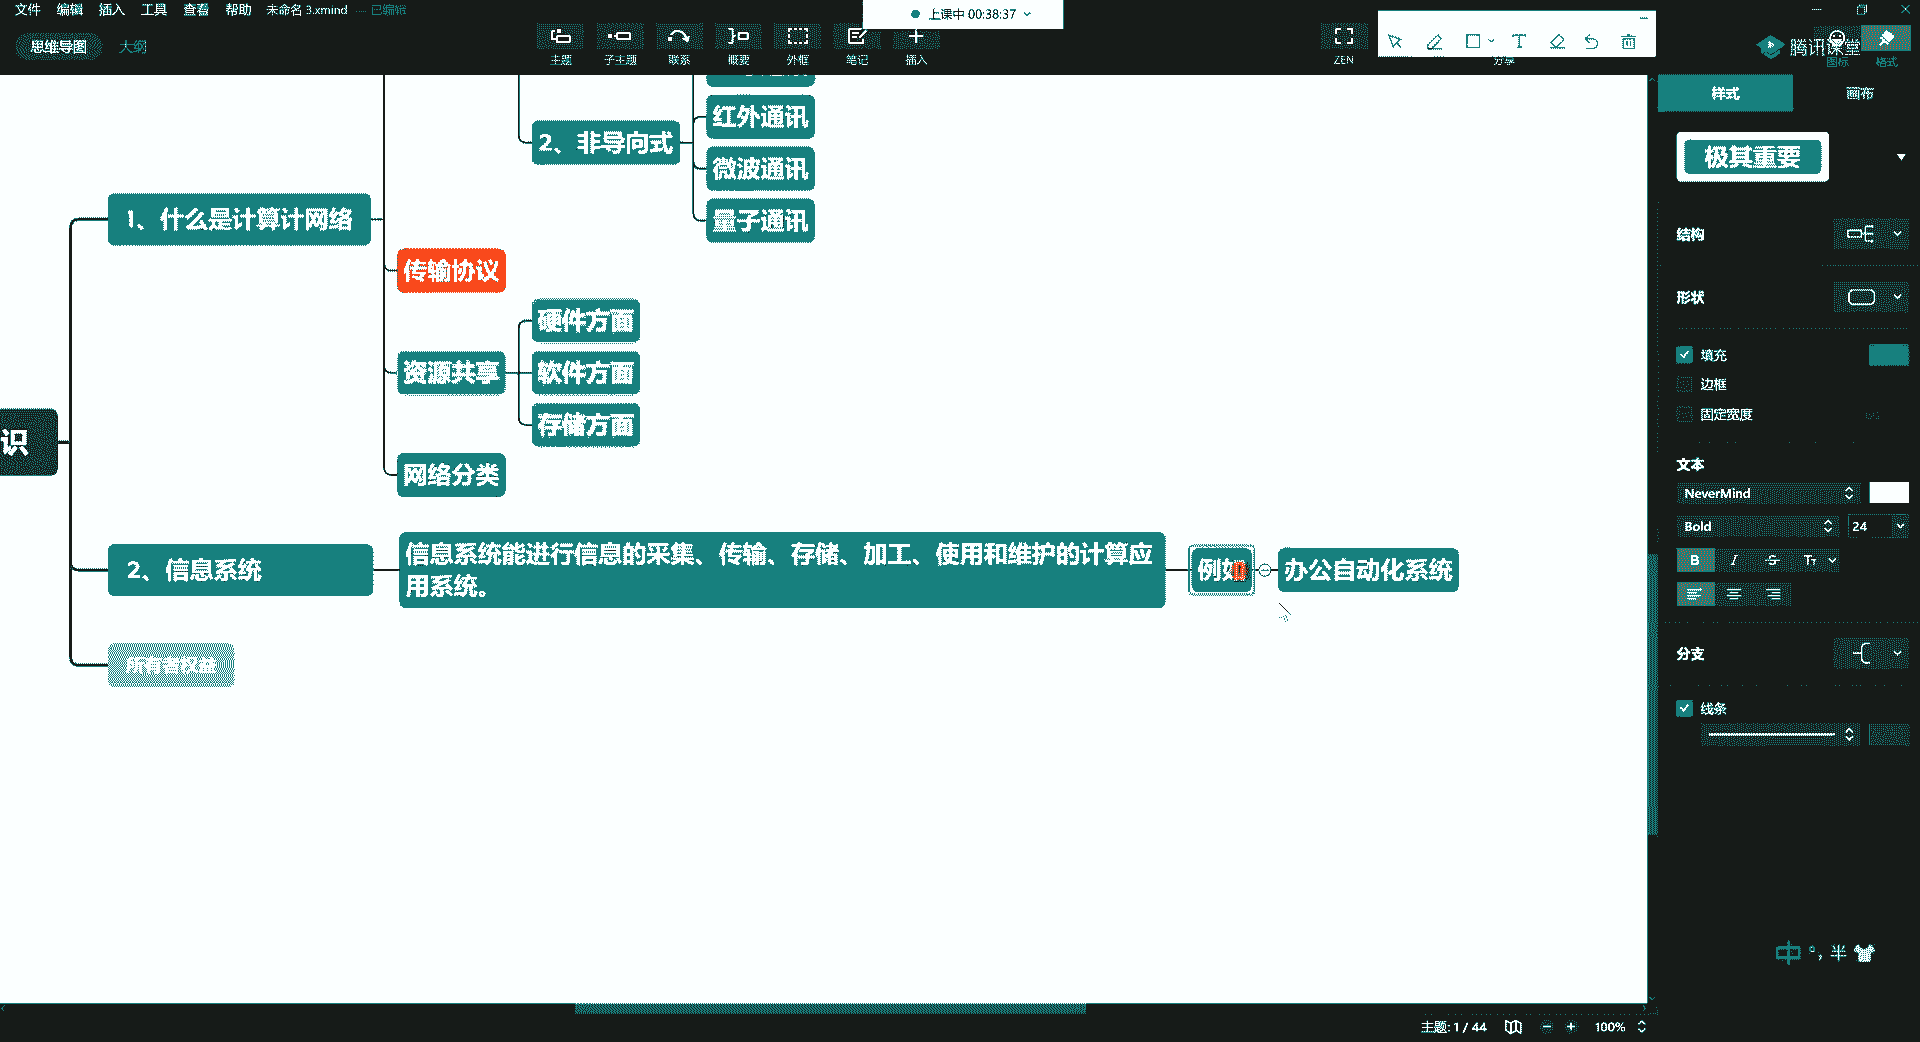 文件 编辑 插入 工具 查看 帮助 未命名 3.xmind — 已编辑
上课中 00:38:37
思维导图 大纲
主题 子主题 联系 概要 外框 笔记 插入
ZEN 分享
腾讯课堂
图标 格式
样式 画布
极其重要
红外通讯
2、非导向式
微波通讯
量子通讯
1、什么是计算计网络
传输协议
硬件方面
资源共享
软件方面
存储方面
网络分类
识
2、信息系统
信息系统能进行信息的采集、传输、存储、加工、使用和维护的计算应
用系统。
例如
办公自动化系统
所有者权益
结构
形状
填充
边框
固定宽度
文本
NeverMind
Bold 24
B I S Tт
分支
线条
中 °, 半
主题: 1 / 44 100%